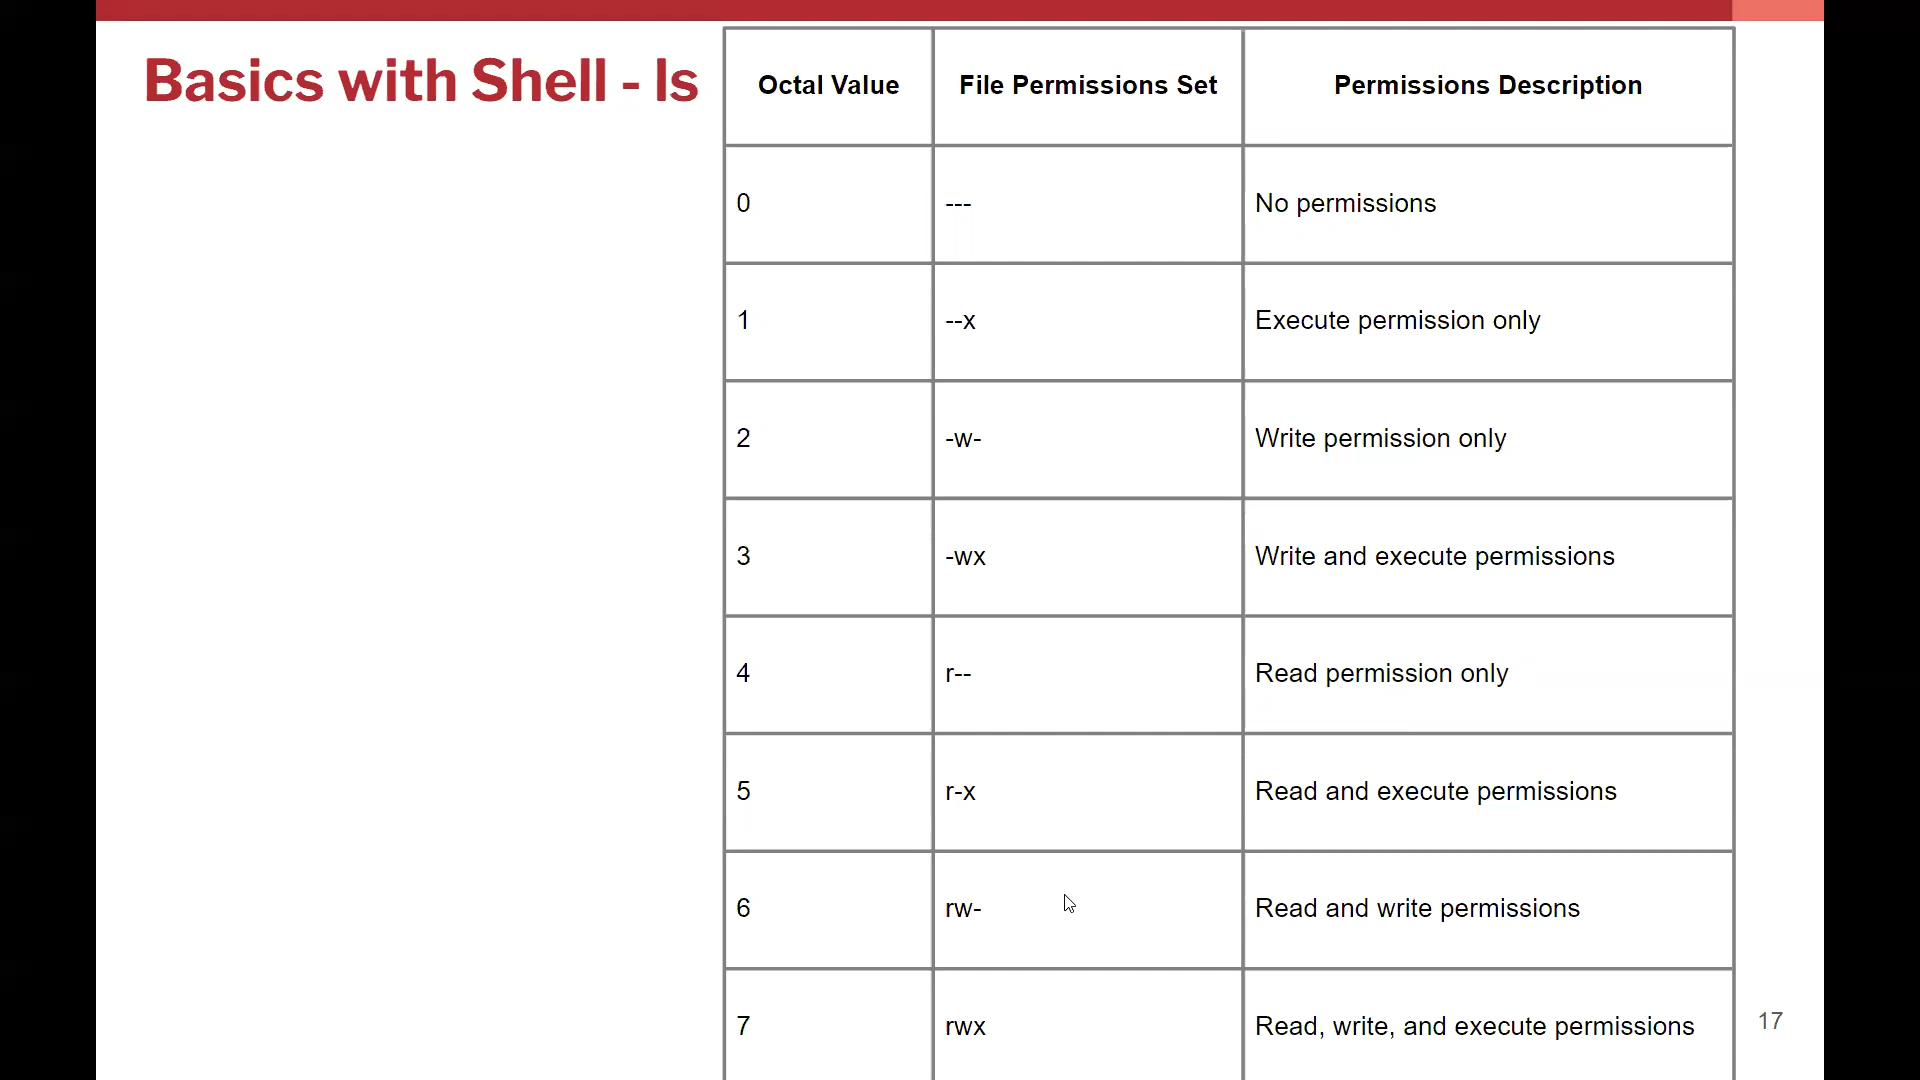 Basics with Shell - ls
Octal Value File Permissions Set Permissions Description
0 --- No permissions
1 --x Execute permission only
2 -w- Write permission only
3 -wx Write and execute permissions
4 r-- Read permission only
5 r-x Read and execute permissions
6 rw- Read and write permissions
7 rwx Read, write, and execute permissions
17